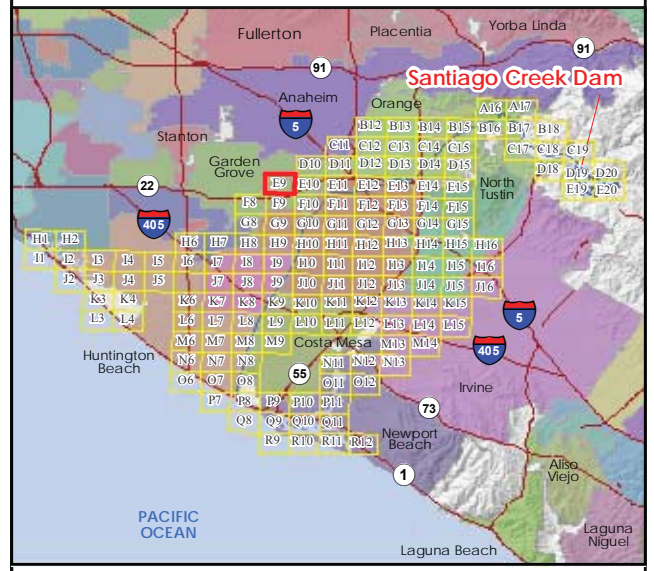 Yorba Linda
Fullerton
Placentia
91
91
Santiago Creek Dam
Anaheim
Orange
A16 A17
5
B12 B13 B14 B15 B16 B17 B18
Stanton
C11 C12 C13 C14 C15 C17 C18 C19
Garden
Grove
D10 D11 D12 D13 D14 D15 D18 D19 D20
22
E9 E10 E11 E12 E13 E14 E15 E19 E20
North
Tustin
F8 F9 F10 F11 F12 F13 F14 F15
405
G8 G9 G10 G11 G12 G13 G14 G15
H1 H2 H6 H7 H8 H9 H10 H11 H12 H13 H14 H15 H16
I1 I2 I3 I4 I5 I6 I7 I8 I9 I10 I11 I12 I13 I14 I15 I16
J2 J3 J4 J5 J7 J8 J9 J10 J11 J12 J13 J14 J15 J16
K3 K4 K6 K7 K8 K9 K10 K11 K12 K13 K14 K15
5
L3 L4 L6 L7 L8 L9 L10 L11 L12 L13 L14 L15
M6 M7 M8 M9 Costa Mesa M13 M14
405
Huntington
Beach
N6 N7 N8 N11 N12 N13
55
O6 O7 O8 O11 O12
Irvine
P7 P8 P9 P10 P11
73
Q8 Q9 Q10 Q11
Newport
Beach
R9 R10 R11 R12
1
Aliso
Viejo
PACIFIC
OCEAN
Laguna
Niguel
Laguna Beach